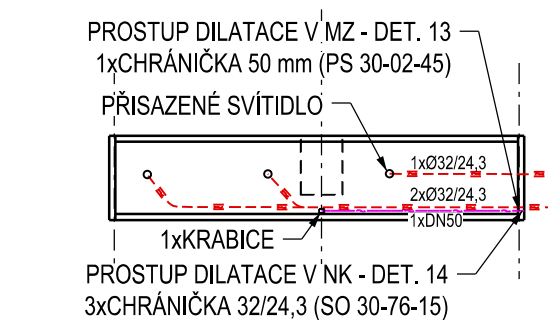 PROSTUP DILATACE V MZ - DET. 13
1xCHRÁNIČKA 50 mm (PS 30-02-45)
PŘISAZENÉ SVÍTIDLO
1xØ32/24,3
2xØ32/24,3
1xDN50
1xKRABICE
PROSTUP DILATACE V NK - DET. 14
3xCHRÁNIČKA 32/24,3 (SO 30-76-15)